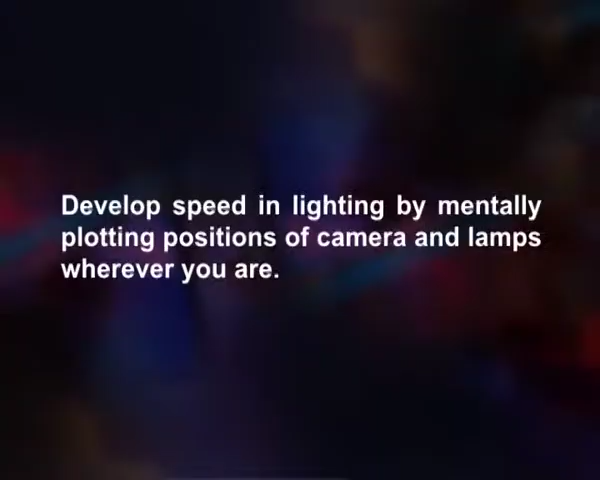 Develop speed in lighting by mentally
plotting positions of camera and lamps
wherever you are.